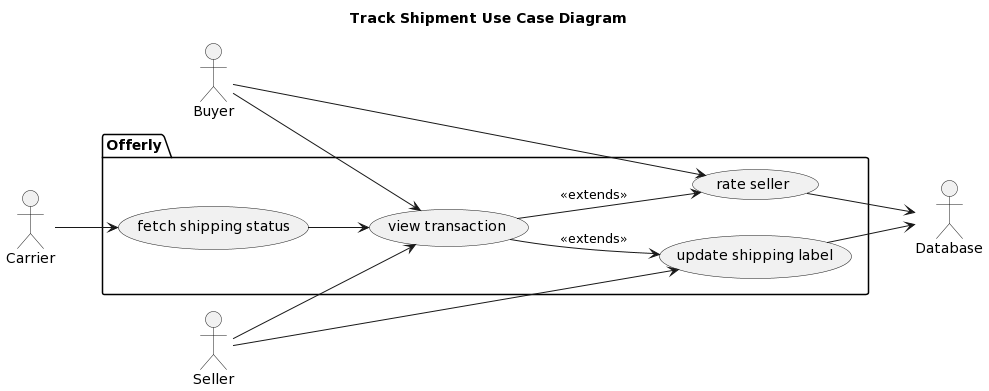 Track Shipment Use Case Diagram
Buyer
Offerly
rate seller
«extends»
fetch shipping status
view transaction
«extends»
update shipping label
Carrier
Database
Seller